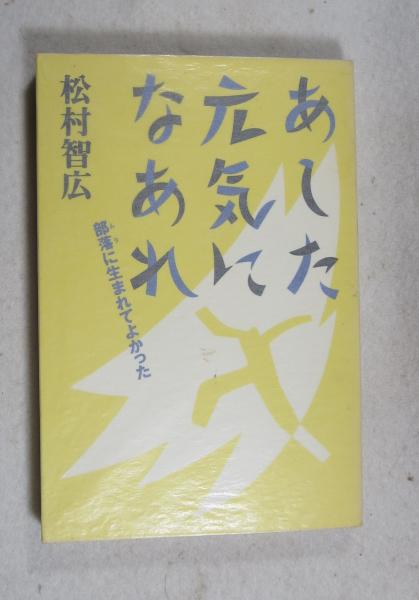 あした
元気に
なあれ
部落に生まれてよかった
松村智広